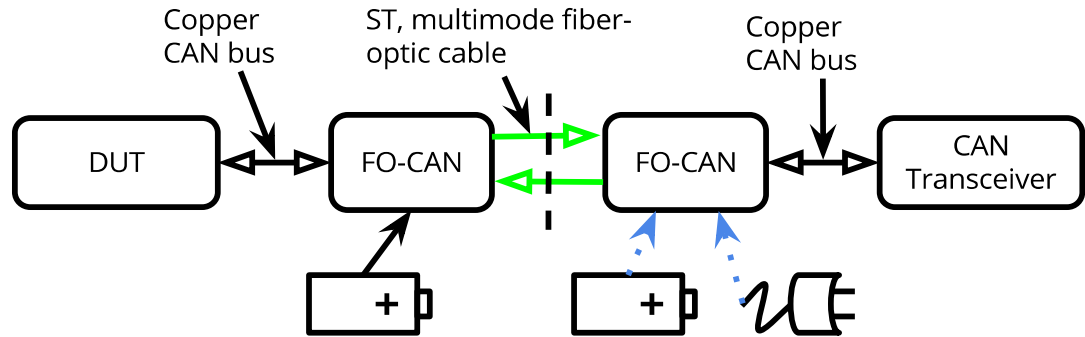 Copper
CAN bus
ST, multimode fiber-
optic cable
Copper
CAN bus
DUT
FO-CAN
FO-CAN
CAN
Transceiver
+
+